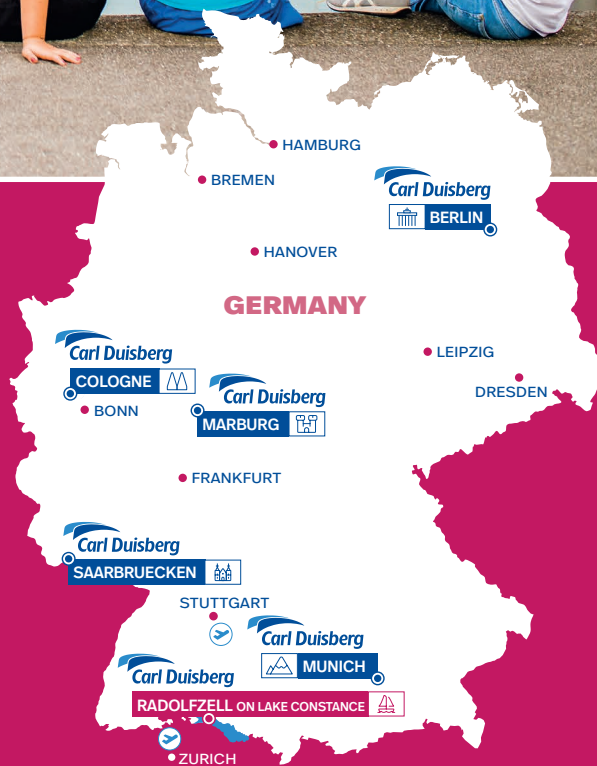 HAMBURG
BREMEN
Carl Duisberg
BERLIN
HANOVER
GERMANY
Carl Duisberg
COLOGNE
LEIPZIG
DRESDEN
Carl Duisberg
MARBURG
BONN
FRANKFURT
Carl Duisberg
SAARBRUECKEN
STUTTGART
Carl Duisberg
MUNICH
Carl Duisberg
RADOLFZELL ON LAKE CONSTANCE
ZURICH